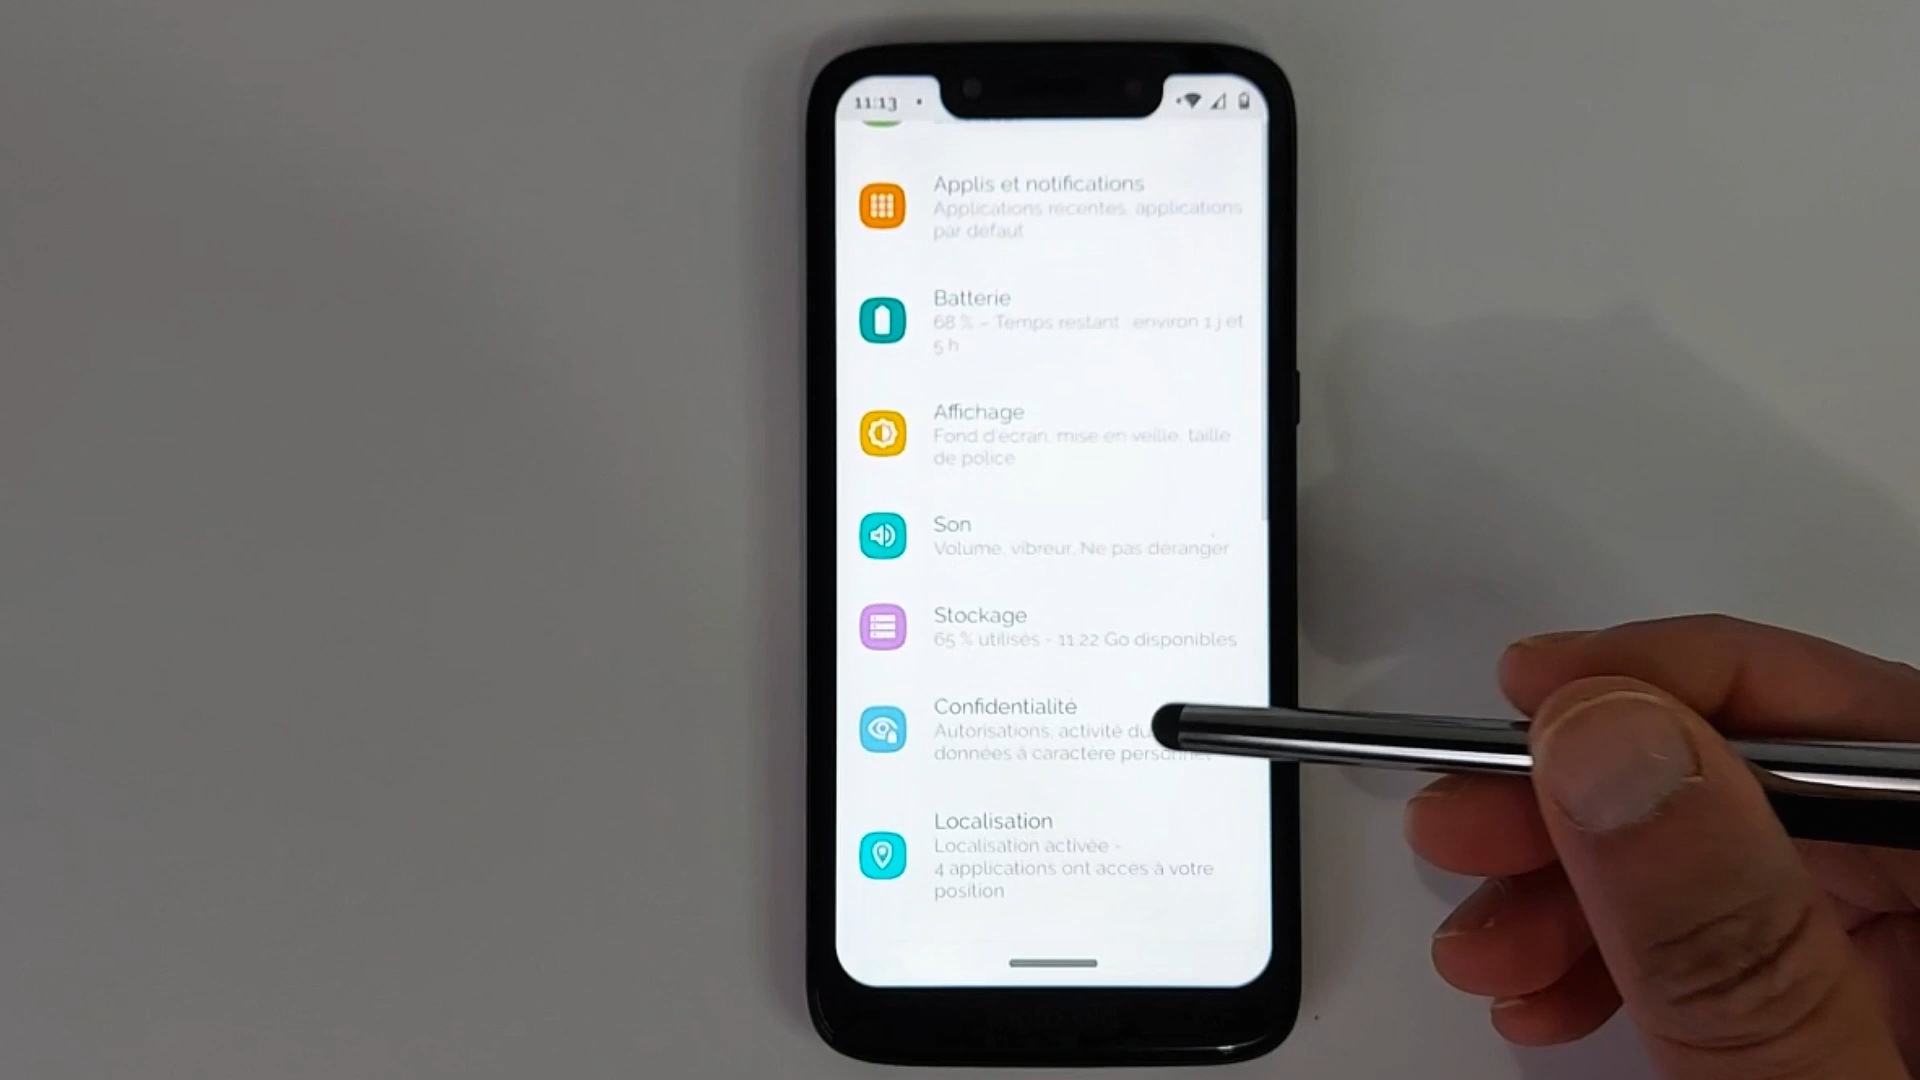 11:13
Applis et notifications
Applications récentes, applications
par défaut
Batterie
68 % – Temps restant : environ 1 j et
5 h
Affichage
Fond d'écran, mise en veille, taille
de police
Son
Volume, vibreur, Ne pas déranger
Stockage
65 % utilisés - 11,22 Go disponibles
Confidentialité
Autorisations, activité du
données à caractère personnel
Localisation
Localisation activée -
4 applications ont accès à votre
position